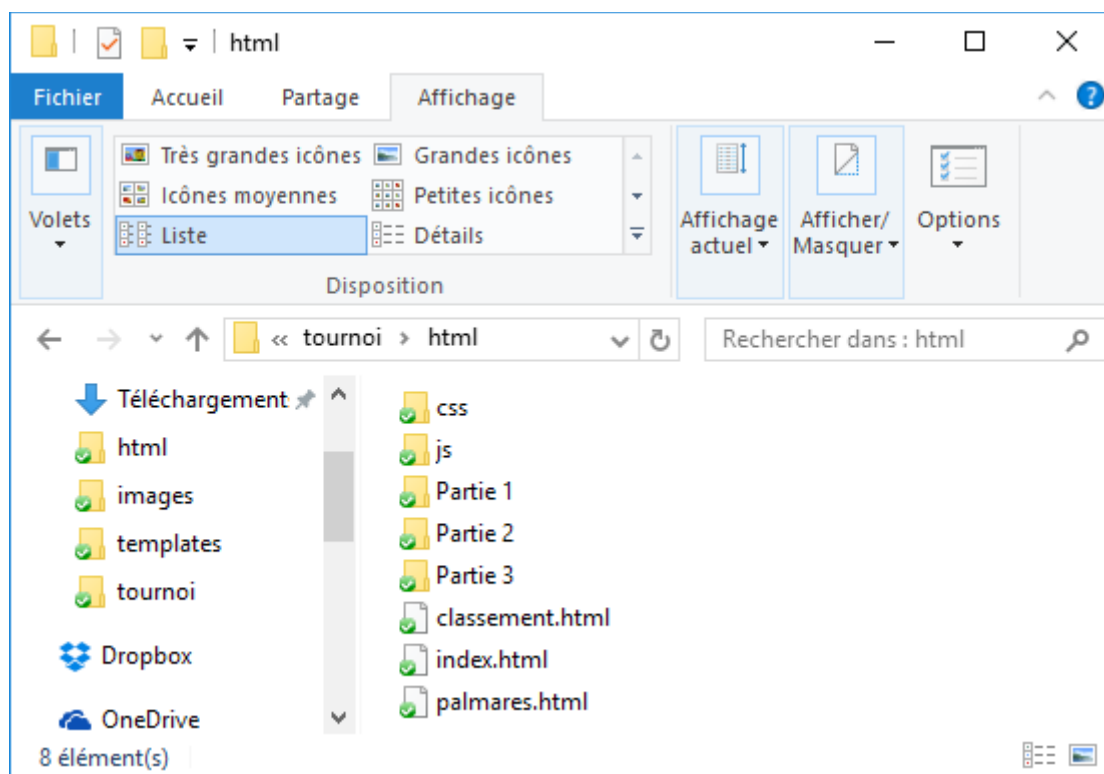 html
Fichier Accueil Partage Affichage
Très grandes icônes Grandes icônes
Icônes moyennes Petites icônes
Liste Détails
Volets
Affichage actuel
Afficher/ Masquer
Options
Disposition
« tournoi > html
Rechercher dans : html
Téléchargement
html
images
templates
tournoi
Dropbox
OneDrive
css
js
Partie 1
Partie 2
Partie 3
classement.html
index.html
palmares.html
8 élément(s)